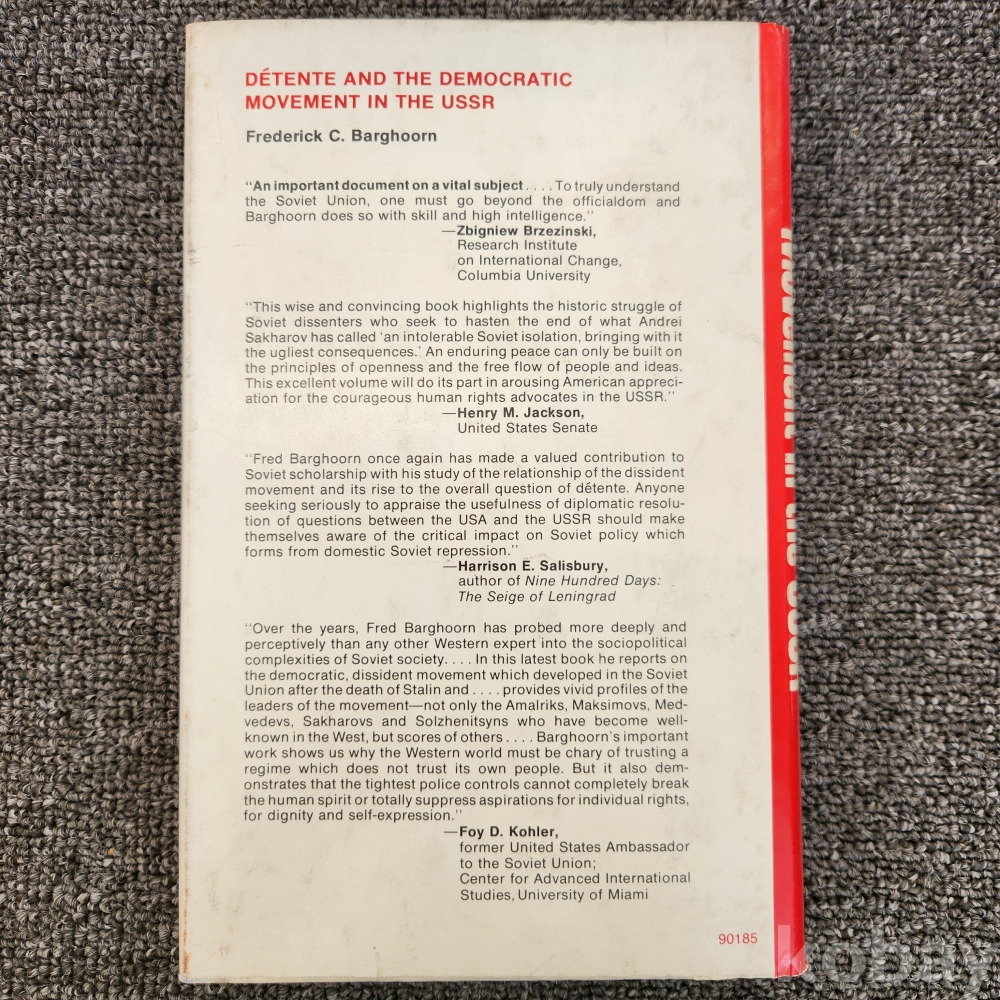 DÉTENTE AND THE DEMOCRATIC
MOVEMENT IN THE USSR
Frederick C. Barghoorn
"An important document on a vital subject . . . . To truly understand
the Soviet Union, one must go beyond the officialdom and
Barghoorn does so with skill and high intelligence."
—Zbigniew Brzezinski,
Research Institute
on International Change,
Columbia University
"This wise and convincing book highlights the historic struggle of
Soviet dissenters who seek to hasten the end of what Andrei
Sakharov has called 'an intolerable Soviet isolation, bringing with it
the ugliest consequences.' An enduring peace can only be built on
the principles of openness and the free flow of people and ideas.
This excellent volume will do its part in arousing American appreci-
ation for the courageous human rights advocates in the USSR."
—Henry M. Jackson,
United States Senate
"Fred Barghoorn once again has made a valued contribution to
Soviet scholarship with his study of the relationship of the dissident
movement and its rise to the overall question of détente. Anyone
seeking seriously to appraise the usefulness of diplomatic resolu-
tion of questions between the USA and the USSR should make
themselves aware of the critical impact on Soviet policy which
forms from domestic Soviet repression."
—Harrison E. Salisbury,
author of Nine Hundred Days:
The Seige of Leningrad
"Over the years, Fred Barghoorn has probed more deeply and
perceptively than any other Western expert into the sociopolitical
complexities of Soviet society. . . . In this latest book he reports on
the democratic, dissident movement which developed in the Soviet
Union after the death of Stalin and . . . . provides vivid profiles of the
leaders of the movement—not only the Amalriks, Maksimovs, Med-
vedevs, Sakharovs and Solzhenitsyns who have become well-
known in the West, but scores of others . . . . Barghoorn's important
work shows us why the Western world must be chary of trusting a
regime which does not trust its own people. But it also dem-
onstrates that the tightest police controls cannot completely break
the human spirit or totally suppress aspirations for individual rights,
for dignity and self-expression."
—Foy D. Kohler,
former United States Ambassador
to the Soviet Union;
Center for Advanced International
Studies, University of Miami
90185
Movement in the USSR
kobay